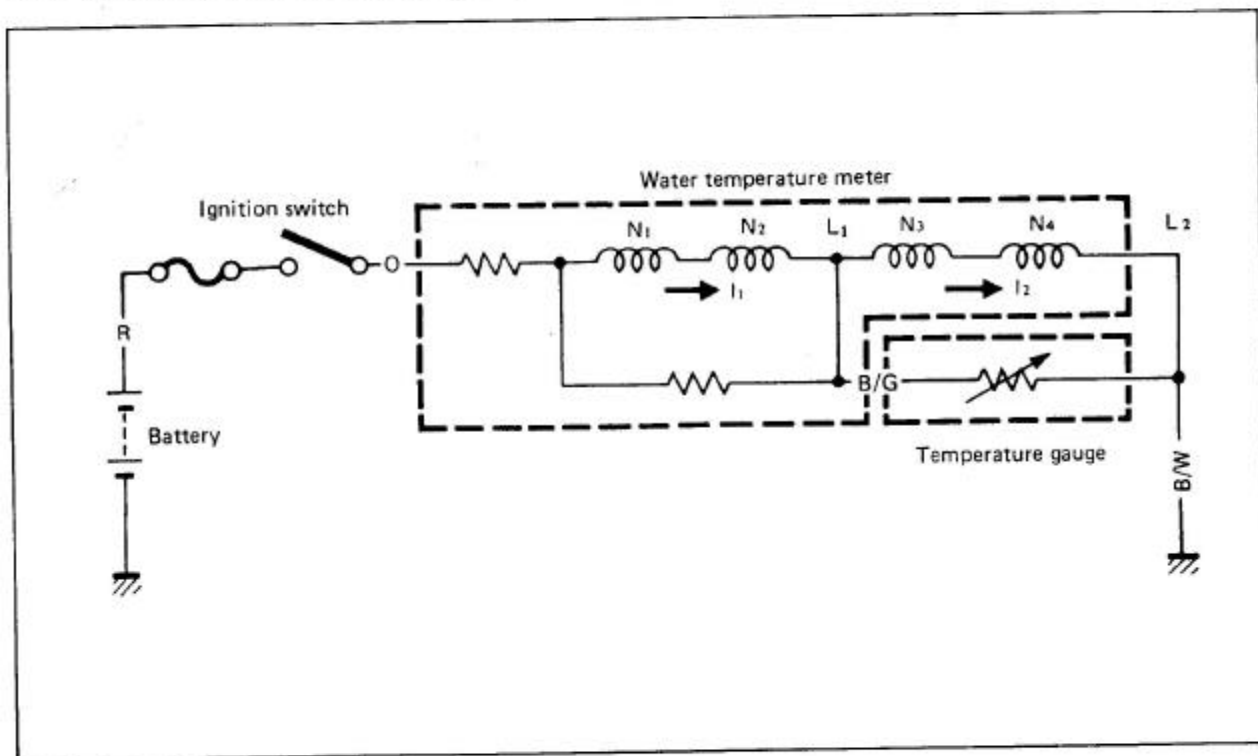 Water temperature meter
Ignition switch
N1 N2 L1 N3 N4 L2
O
I1 I2
R
B/G
Battery
Temperature gauge
B/W